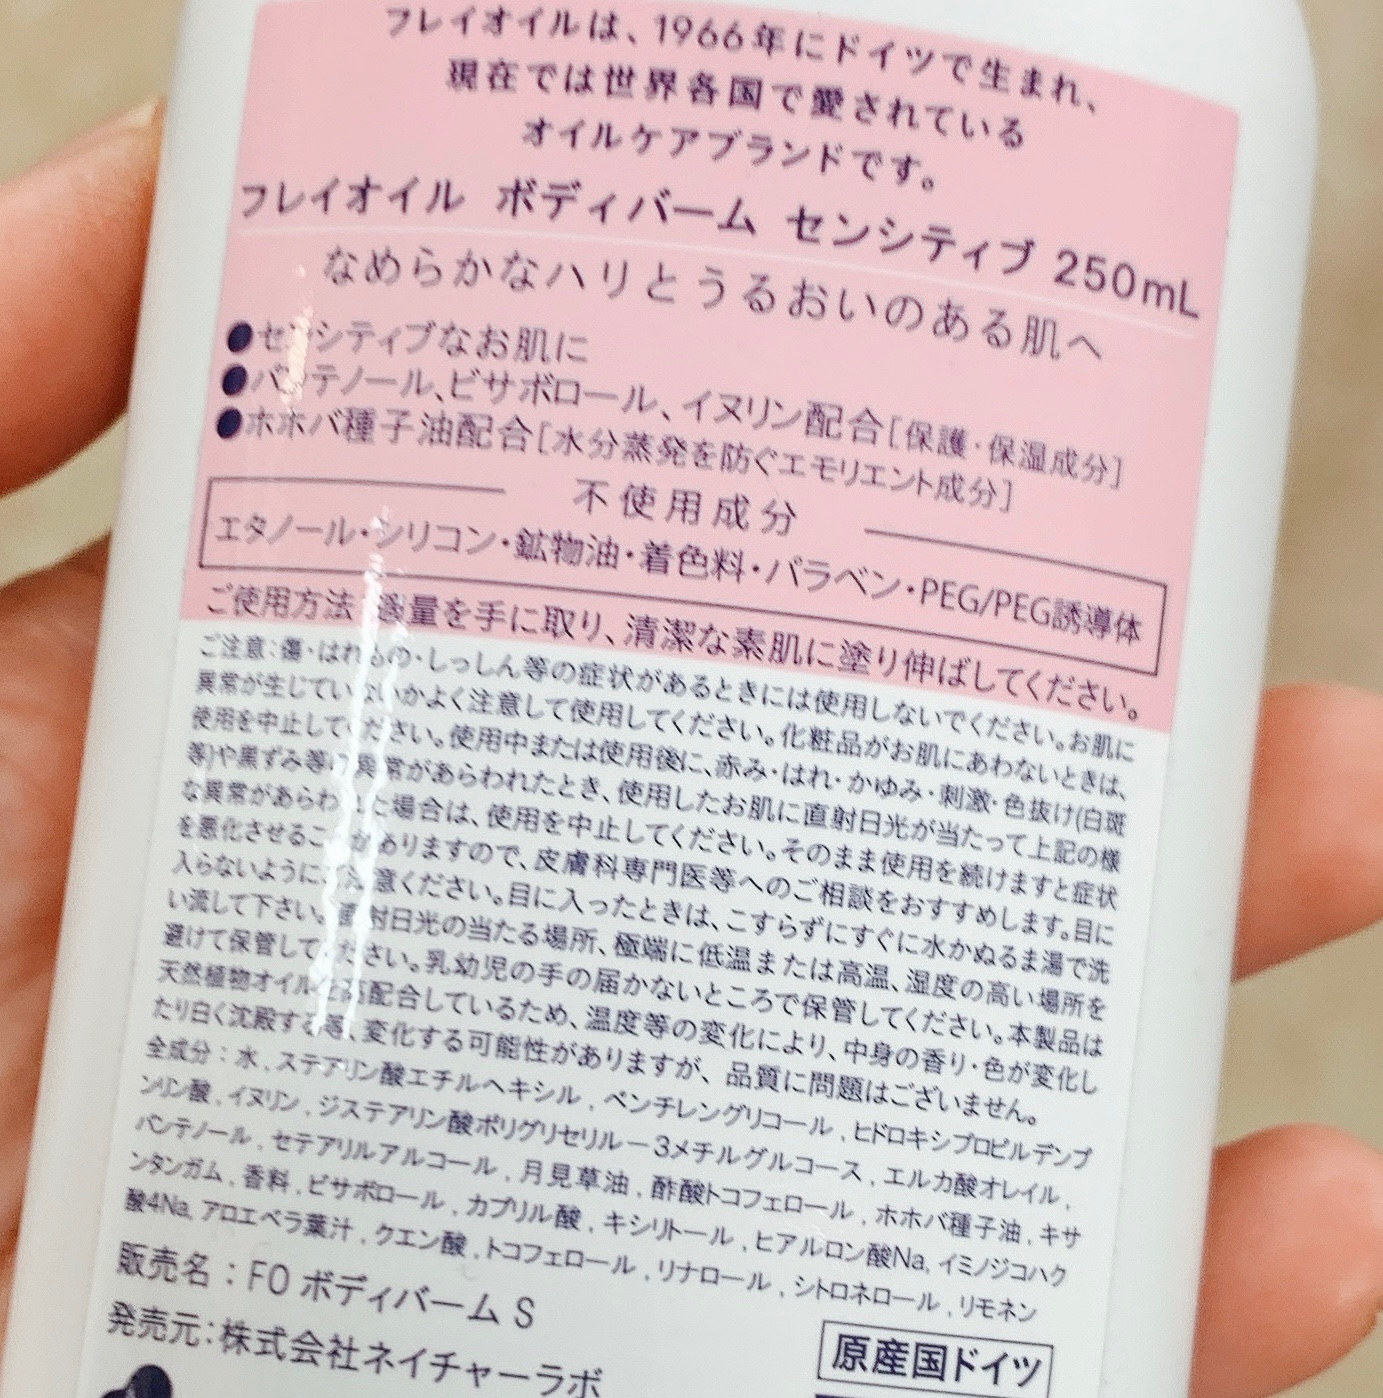 フレイオイルは、1966年にドイツで生まれ、
現在では世界各国で愛されている
オイルケアブランドです。
フレイオイル ボディバーム センシティブ 250mL
なめらかなハリとうるおいのある肌へ
●センシティブなお肌に
●パンテノール、ビサボロール、イヌリン配合[保護・保湿成分]
●ホホバ種子油配合[水分蒸発を防ぐエモリエント成分]
不使用成分
エタノール・シリコン・鉱物油・着色料・パラベン・PEG/PEG誘導体
ご使用方法 適量を手に取り、清潔な素肌に塗り伸ばしてください。
ご注意：傷・はれもの・しっしん等の症状があるときには使用しないでください。お肌に
異常が生じていないかよく注意して使用してください。化粧品がお肌にあわないときは、
使用を中止してください。使用中または使用後に、赤み・はれ・かゆみ・刺激・色抜け(白斑
等)や黒ずみ等の異常があらわれたとき、使用したお肌に直射日光が当たって上記の様
な異常があらわれた場合は、使用を中止してください。そのまま使用を続けますと症状
を悪化させることがありますので、皮膚科専門医等へのご相談をおすすめします。目に
入らないようにご注意ください。目に入ったときは、こすらずにすぐに水かぬるま湯で洗
い流して下さい。直射日光の当たる場所、極端に低温または高温、湿度の高い場所を
避けて保管してください。乳幼児の手の届かないところで保管してください。本製品は
天然植物オイルを高配合しているため、温度等の変化により、中身の香り・色が変化し
たり白く沈殿する等、変化する可能性がありますが、品質に問題はございません。
全成分：水 , ステアリン酸エチルヘキシル , ペンチレングリコール , ヒドロキシプロピルデンプ
ンリン酸 , イヌリン , ジステアリン酸ポリグリセリル－3メチルグルコース , エルカ酸オレイル ,
パンテノール , セテアリルアルコール , 月見草油 , 酢酸トコフェロール , ホホバ種子油 , キサ
ンタンガム , 香料 , ビサボロール , カプリル酸 , キシリトール , ヒアルロン酸Na, イミノジコハク
酸4Na, アロエベラ葉汁 , クエン酸 , トコフェロール , リナロール , シトロネロール , リモネン
販売名：FO ボディバーム S
発売元：株式会社ネイチャーラボ
原産国ドイツ